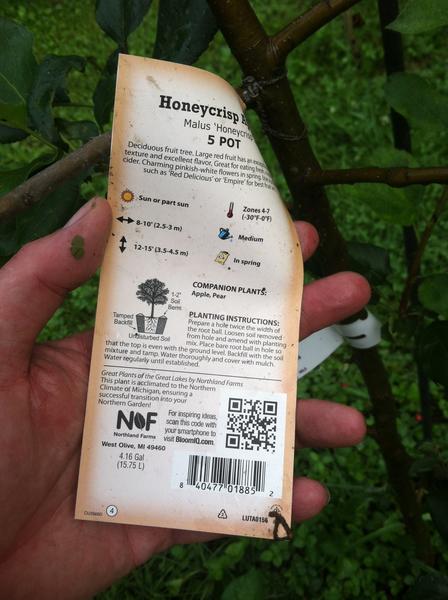 Honeycrisp
Malus 'Honeycrisp
5 POT
Deciduous fruit tree. Large red fruit has an
texture and excellent flavor. Great for eating fresh
cider. Charming pinkish-white flowers in spring.
such as 'Red Delicious' or 'Empire' for best
Sun or part sun
Zones 4-7
(-30°F-0°F)
8-10' (2.5-3 m)
Medium
12-15' (3.5-4.5 m)
In spring
COMPANION PLANTS:
Apple, Pear
1-2"
Soil
Berm
Tamped
Backfill
Undisturbed Soil
PLANTING INSTRUCTIONS:
Prepare a hole twice the width of
the root ball. Loosen soil removed
from hole and amend with planting
mix. Place root ball in hole so
that the top is even with the ground level. Backfill with the soil
mixture and tamp. Water thoroughly and cover with mulch.
Water regularly until established.
Great Plants of the Great Lakes by Northland Farms
This plant is acclimated to the Northern
Climate of Michigan, ensuring a
successful transition into your
Northern Garden!
NOF
Northland Farms
West Olive, MI 49460
4.16 Gal
(15.75 L)
For inspiring ideas,
scan this code with
your smartphone to
visit BloomIQ.com.
8 40477 01885 2
4
LUTA0156